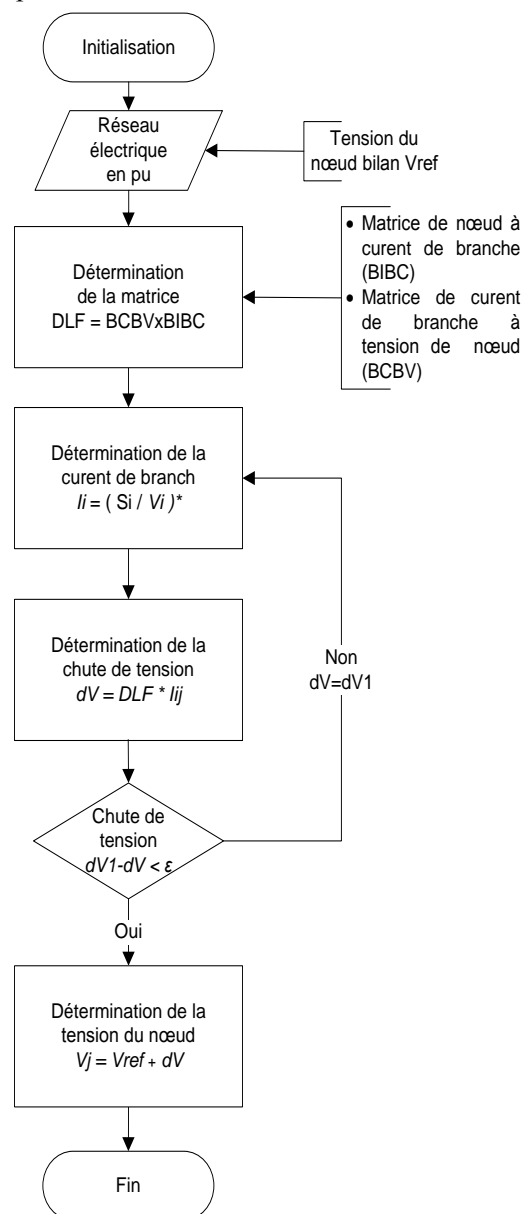 Initialisation
Réseau
électrique
en pu
Tension du
nœud bilan Vref
Détermination
de la matrice
DLF = BCBVxBIBC
• Matrice de nœud à
curent de branche
(BIBC)
• Matrice de curent
de branche à
tension de nœud
(BCBV)
Détermination de la
curent de branch
Ii = ( Si / Vi )*
Détermination de la
chute de tension
dV = DLF * Iij
Non
dV=dV1
Chute de
tension
dV1-dV < ε
Oui
Détermination de la
tension du nœud
Vj = Vref + dV
Fin